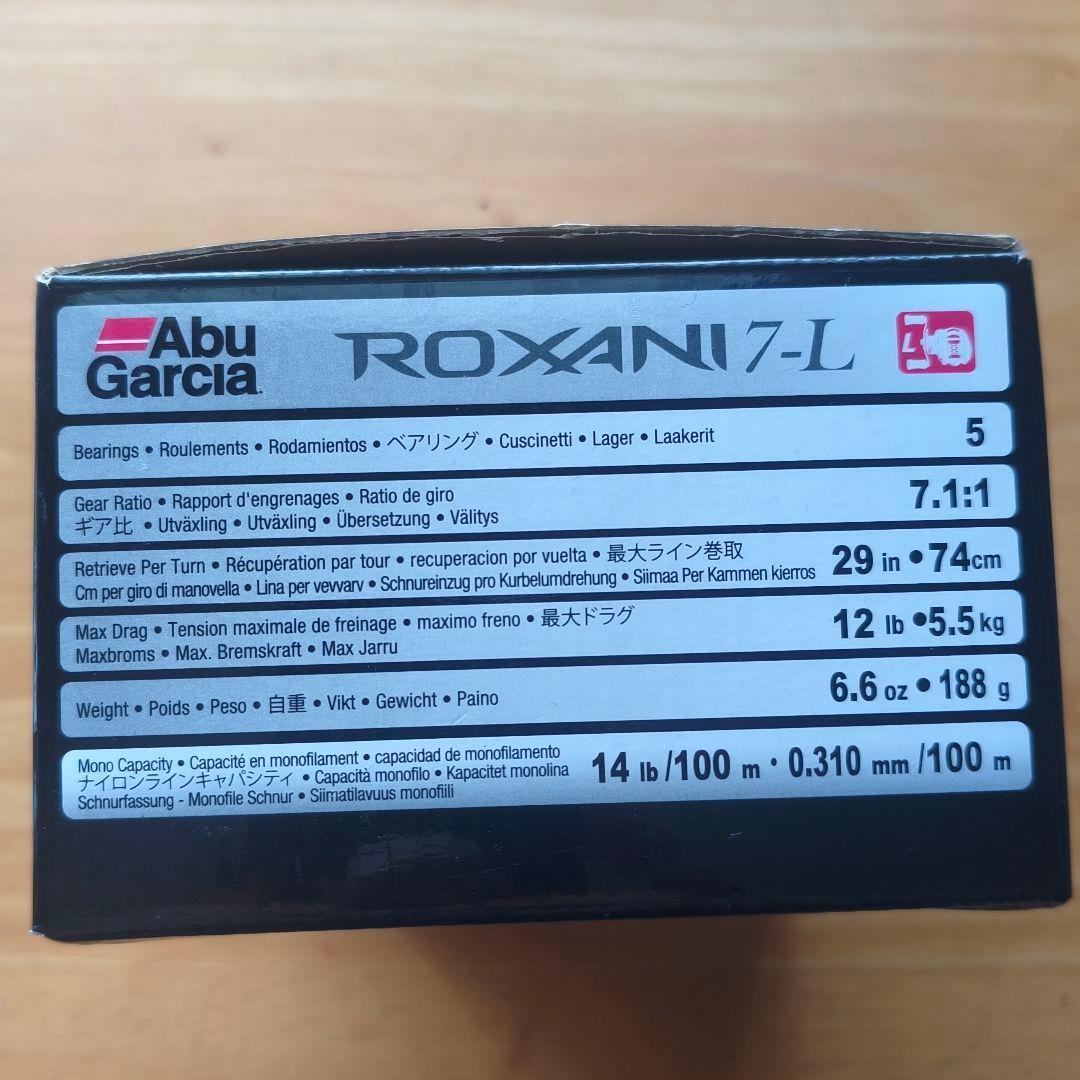 Abu Garcia ROXANI 7-L
Bearings • Roulements • Rodamientos • ベアリング • Cuscinetti • Lager • Laakerit 5
Gear Ratio • Rapport d'engrenages • Ratio de giro
ギア比 • Utväxling • Utväxling • Übersetzung • Välitys 7.1:1
Retrieve Per Turn • Récupération par tour • recuperacion por vuelta • 最大ライン巻取
Cm per giro di manovella • Lina per vevvarv • Schnureinzug pro Kurbelumdrehung • Siimaa Per Kammen kierros 29 in • 74cm
Max Drag • Tension maximale de freinage • maximo freno • 最大ドラグ
Maxbroms • Max. Bremskraft • Max Jarru 12 lb •5.5kg
Weight • Poids • Peso • 自重 • Vikt • Gewicht • Paino 6.6 oz • 188 g
Mono Capacity • Capacité en monofilament • capacidad de monofilamento
ナイロンラインキャパシティ • Capacità monofilo • Kapacitet monolina 14 lb /100 m • 0.310 mm /100 m
Schnurfassung - Monofile Schnur • Siimatilavuus monofiili